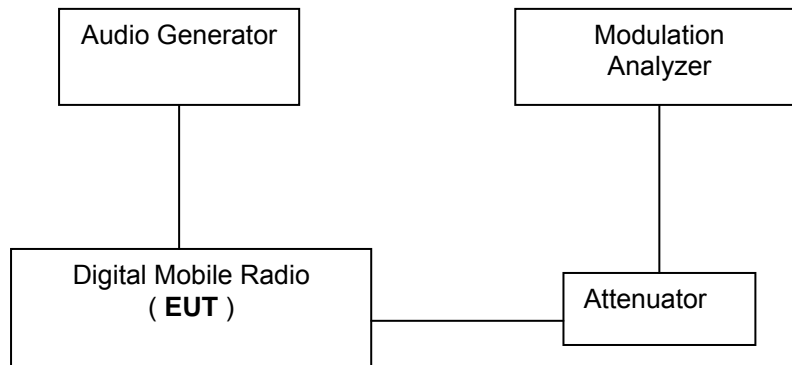 Audio Generator
Modulation
Analyzer
Digital Mobile Radio
( EUT )
Attenuator